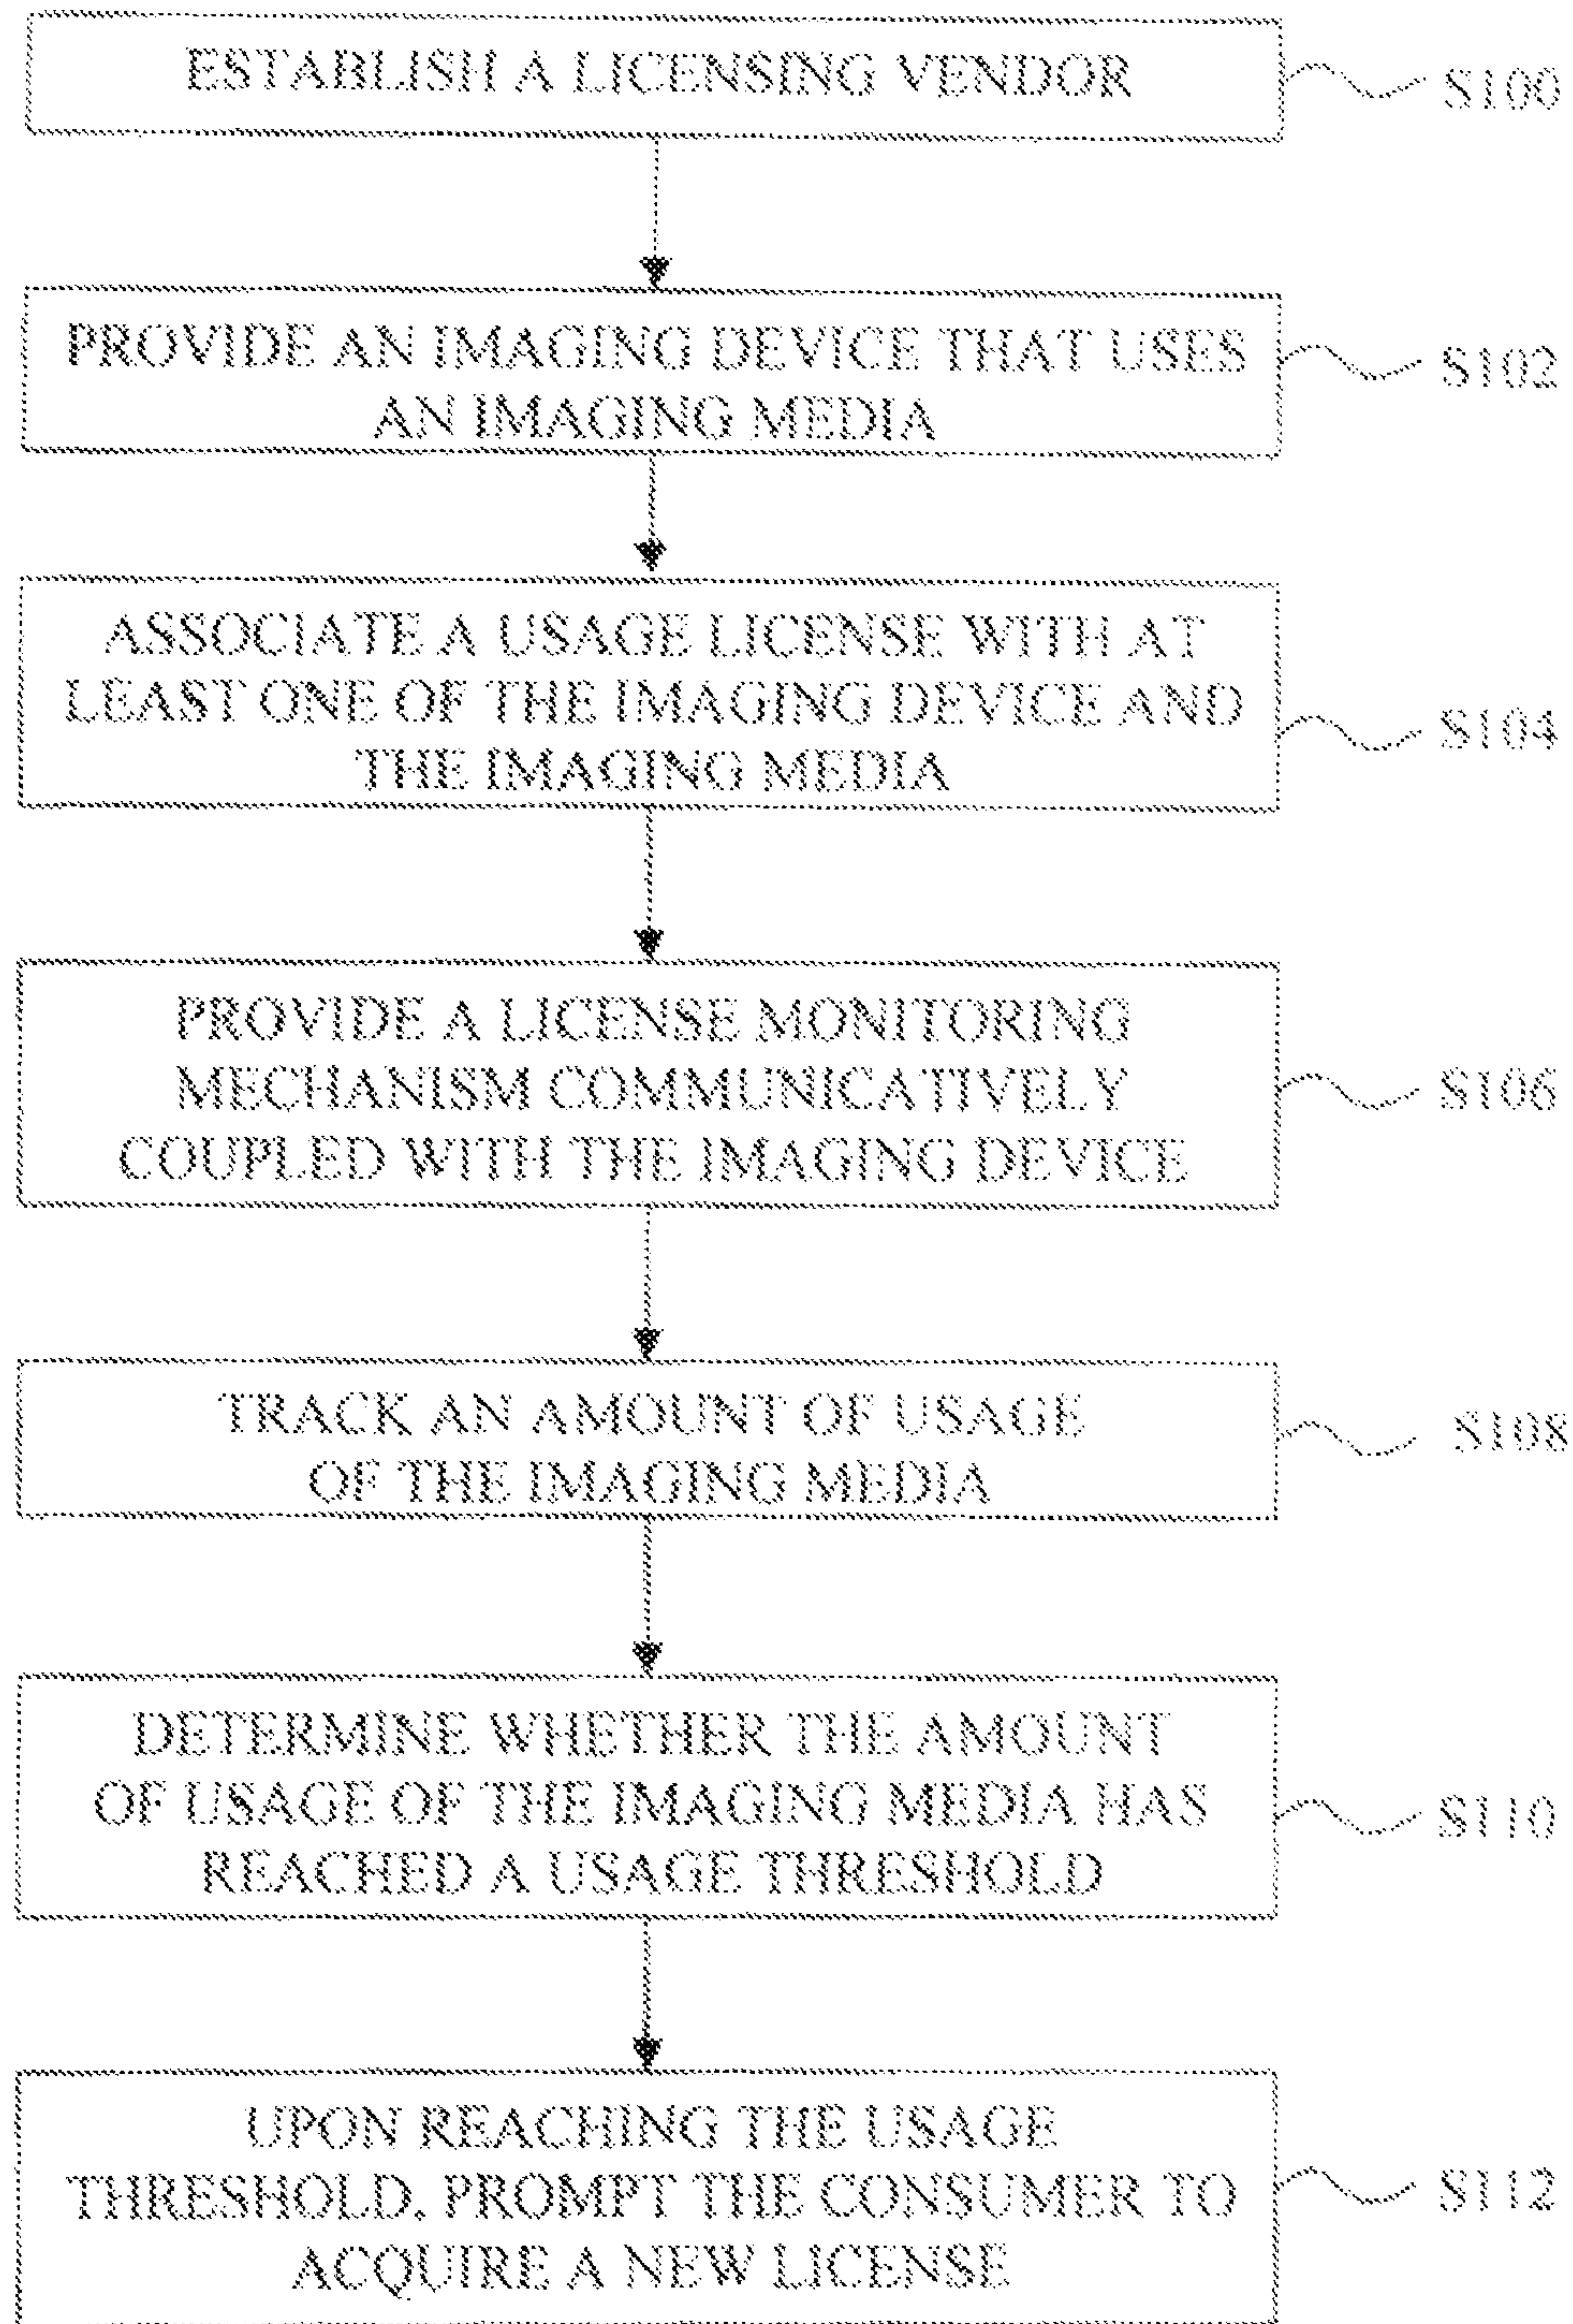 ESTABLISH A LICENSING VENDOR
S100
PROVIDE AN IMAGING DEVICE THAT USES
AN IMAGING MEDIA
S102
ASSOCIATE A USAGE LICENSE WITH AT
LEAST ONE OF THE IMAGING DEVICE AND
THE IMAGING MEDIA
S104
PROVIDE A LICENSE MONITORING
MECHANISM COMMUNICATIVELY
COUPLED WITH THE IMAGING DEVICE
S106
TRACK AN AMOUNT OF USAGE
OF THE IMAGING MEDIA
S108
DETERMINE WHETHER THE AMOUNT
OF USAGE OF THE IMAGING MEDIA HAS
REACHED A USAGE THRESHOLD
S110
UPON REACHING THE USAGE
THRESHOLD, PROMPT THE CONSUMER TO
ACQUIRE A NEW LICENSE
S112